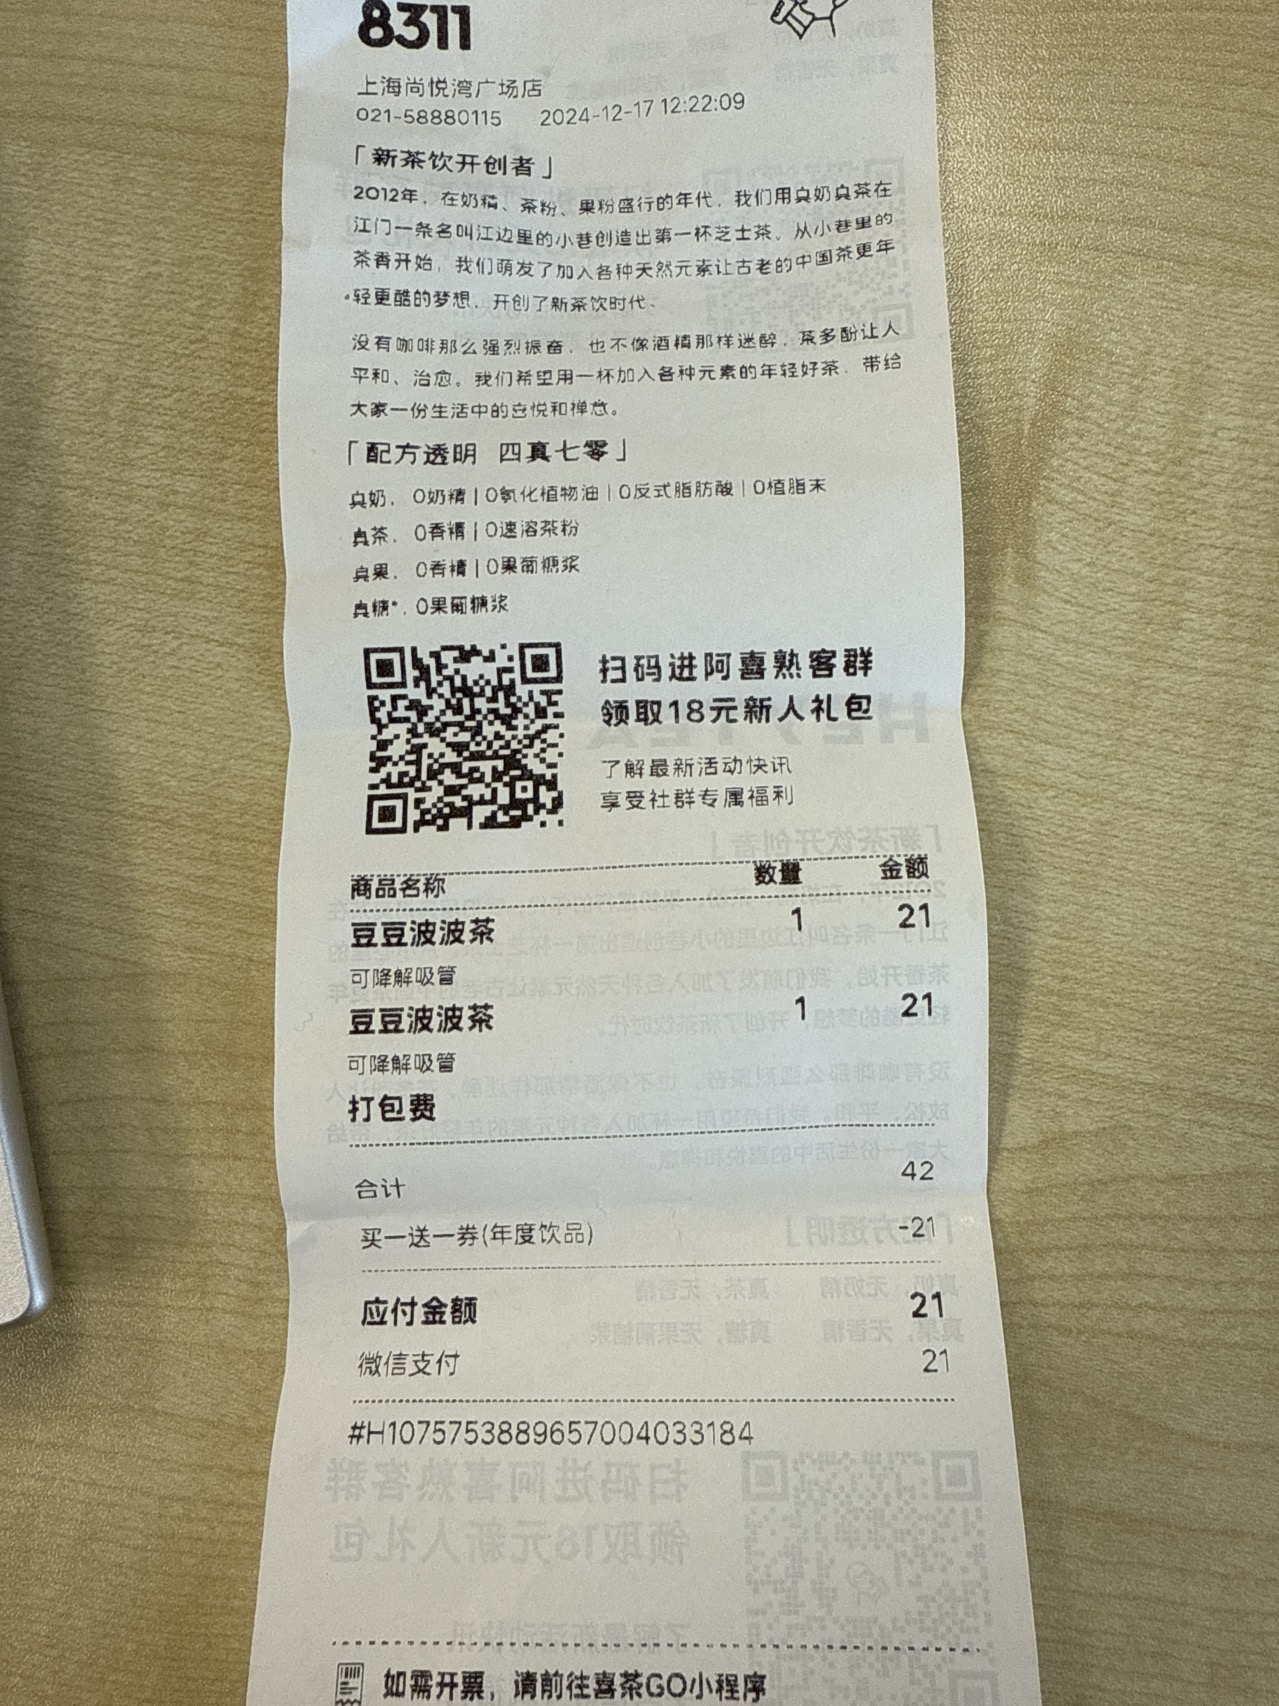 8311
上海尚悦湾广场店
021-58880115 2024-12-17 12:22:09
「新茶饮开创者」
2012年，在奶精、茶粉、果粉盛行的年代，我们用真奶真茶在
江门一条名叫江边里的小巷创造出第一杯芝士茶。从小巷里的
茶香开始，我们萌发了加入各种天然元素让古老的中国茶更年
轻更酷的梦想，开创了新茶饮时代。
没有咖啡那么强烈振奋，也不像酒精那样迷醉，茶多酚让人
平和、治愈。我们希望用一杯加入各种元素的年轻好茶，带给
大家一份生活中的喜悦和禅意。
「配方透明 四真七零」
真奶，0奶精 | 0氢化植物油 | 0反式脂肪酸 | 0植脂末
真茶，0香精 | 0速溶茶粉
真果，0香精 | 0果葡糖浆
真糖*，0果葡糖浆
扫码进阿喜熟客群
领取18元新人礼包
了解最新活动快讯
享受社群专属福利
商品名称 数量 金额
豆豆波波茶 1 21
可降解吸管
豆豆波波茶 1 21
可降解吸管
打包费
合计 42
买一送一券(年度饮品) -21
应付金额 21
微信支付 21
#H1075753889657004033184
如需开票，请前往喜茶GO小程序